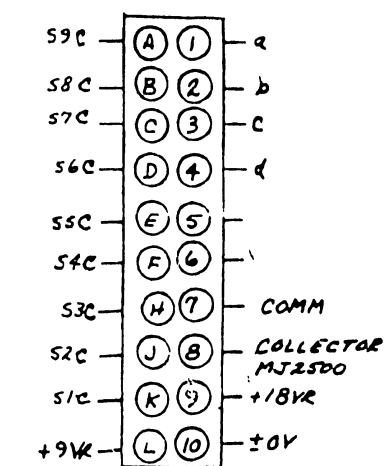 S9C A 1 a
S8C B 2 b
S7C C 3 c
S6C D 4 d
S5C E 5
S4C F 6
S3C H 7 COMM
S2C J 8 COLLECTOR
MJ2500
S1C K 9 +18VR
+9VR L 10 ±0V